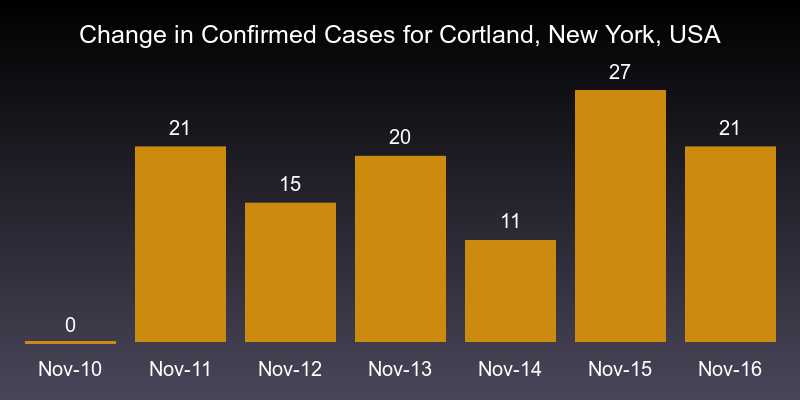 Change in Confirmed Cases for Cortland, New York, USA
0
21
15
20
11
27
21
Nov-10
Nov-11
Nov-12
Nov-13
Nov-14
Nov-15
Nov-16